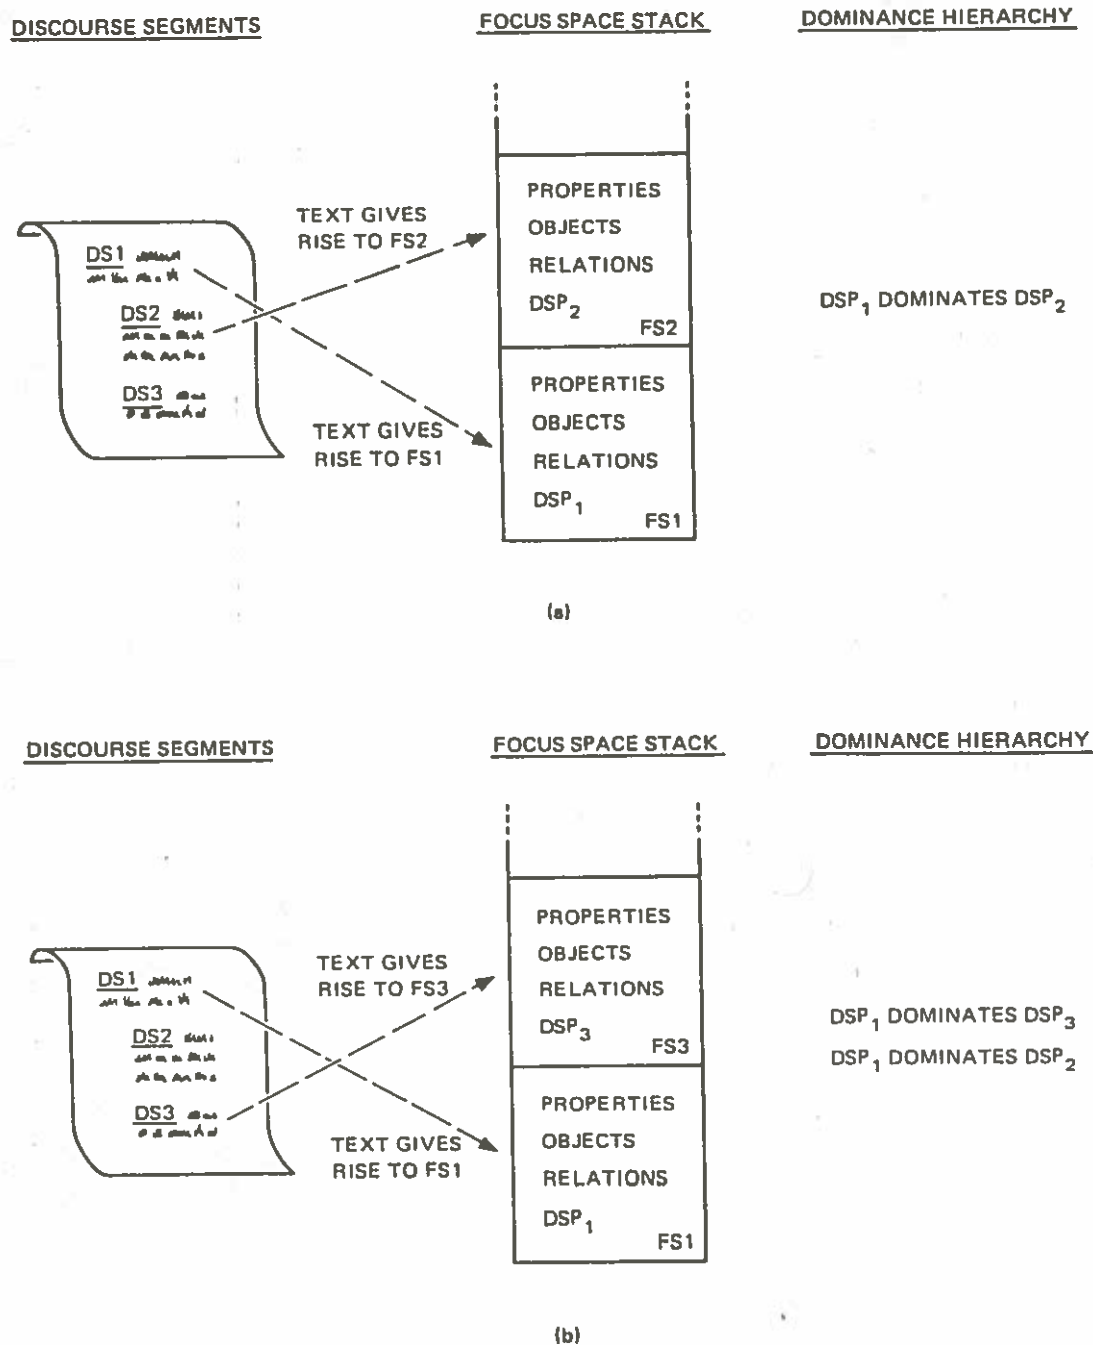 DISCOURSE SEGMENTS
FOCUS SPACE STACK
DOMINANCE HIERARCHY
TEXT GIVES
RISE TO FS2
DS1
DS2
DS3
TEXT GIVES
RISE TO FS1
PROPERTIES
OBJECTS
RELATIONS
DSP2
FS2
PROPERTIES
OBJECTS
RELATIONS
DSP1
FS1
DSP1 DOMINATES DSP2
(a)
DISCOURSE SEGMENTS
FOCUS SPACE STACK
DOMINANCE HIERARCHY
TEXT GIVES
RISE TO FS3
DS1
DS2
DS3
TEXT GIVES
RISE TO FS1
PROPERTIES
OBJECTS
RELATIONS
DSP3
FS3
PROPERTIES
OBJECTS
RELATIONS
DSP1
FS1
DSP1 DOMINATES DSP3
DSP1 DOMINATES DSP2
(b)